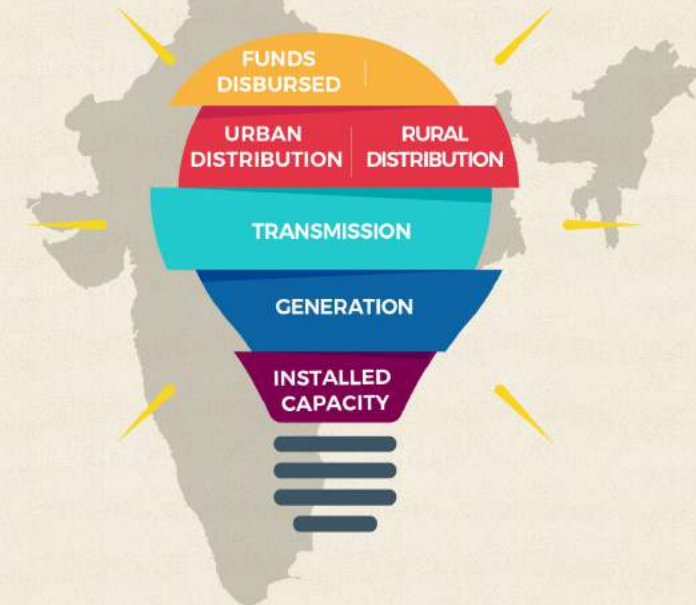 FUNDS
DISBURSED
URBAN
DISTRIBUTION
RURAL
DISTRIBUTION
TRANSMISSION
GENERATION
INSTALLED
CAPACITY